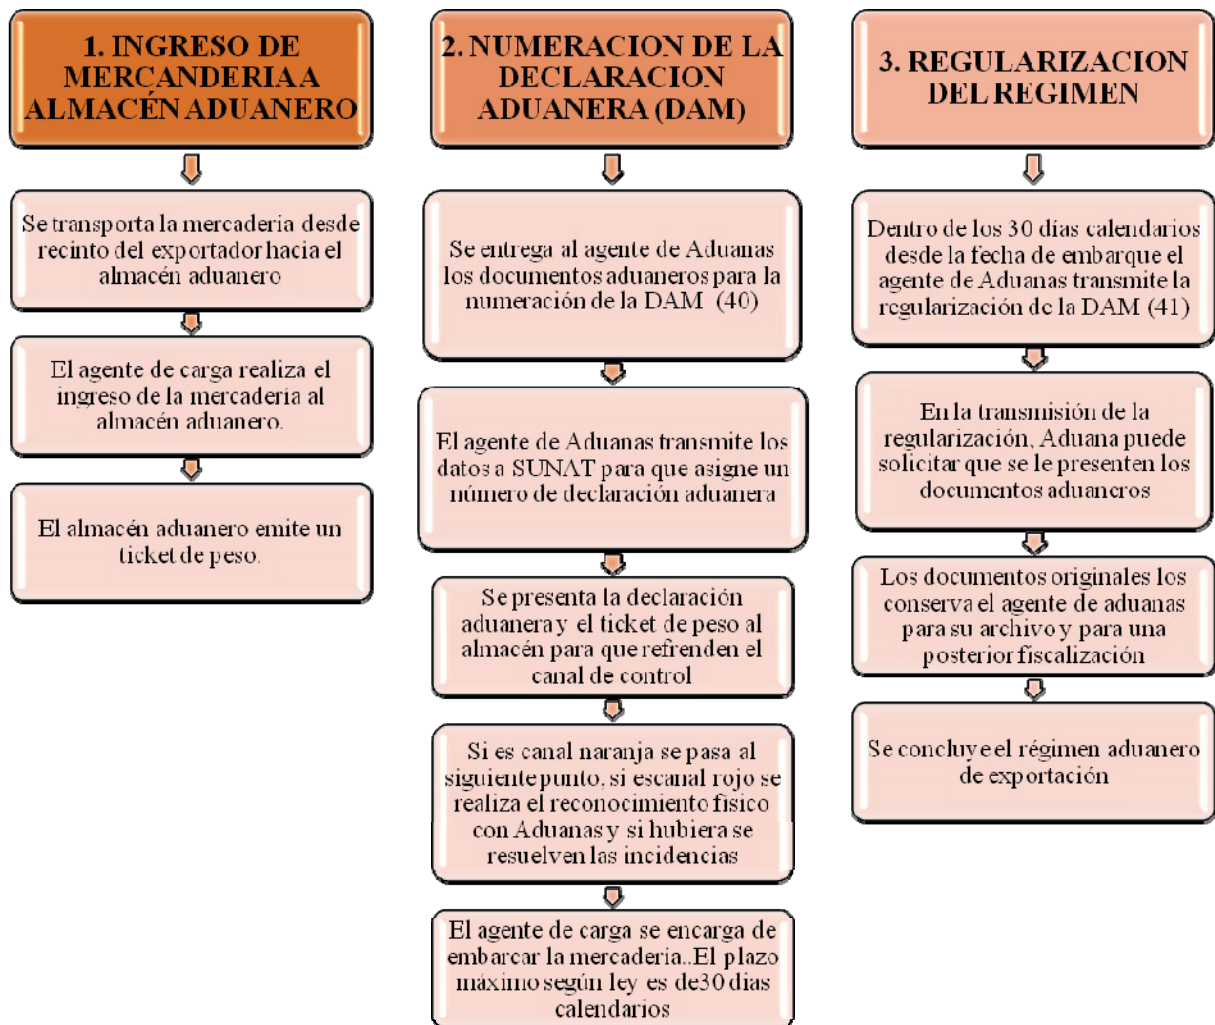 1. INGRESO DE
MERCANDERIA A
ALMACÉN ADUANERO
Se transporta la mercadería desde
recinto del exportador hacia el
almacén aduanero
El agente de carga realiza el
ingreso de la mercadería al
almacén aduanero.
El almacén aduanero emite un
ticket de peso.
2. NUMERACION DE LA
DECLARACION
ADUANERA (DAM)
Se entrega al agente de Aduanas
los documentos aduaneros para la
numeración de la DAM (40)
El agente de Aduanas transmite los
datos a SUNAT para que asigne un
número de declaración aduanera
Se presenta la declaración
aduanera y el ticket de peso al
almacén para que refrenden el
canal de control
Si es canal naranja se pasa al
siguiente punto, si escanal rojo se
realiza el reconocimiento físico
con Aduanas y si hubiera se
resuelven las incidencias
El agente de carga se encarga de
embarcar la mercadería..El plazo
máximo según ley es de30 dias
calendarios
3. REGULARIZACION
DEL REGIMEN
Dentro de los 30 días calendarios
desde la fecha de embarque el
agente de Aduanas transmite la
regularización de la DAM (41)
En la transmisión de la
regularización, Aduana puede
solicitar que se le presenten los
documentos aduaneros
Los documentos originales los
conserva el agente de aduanas
para su archivo y para una
posterior fiscalización
Se concluye el régimen aduanero
de exportación